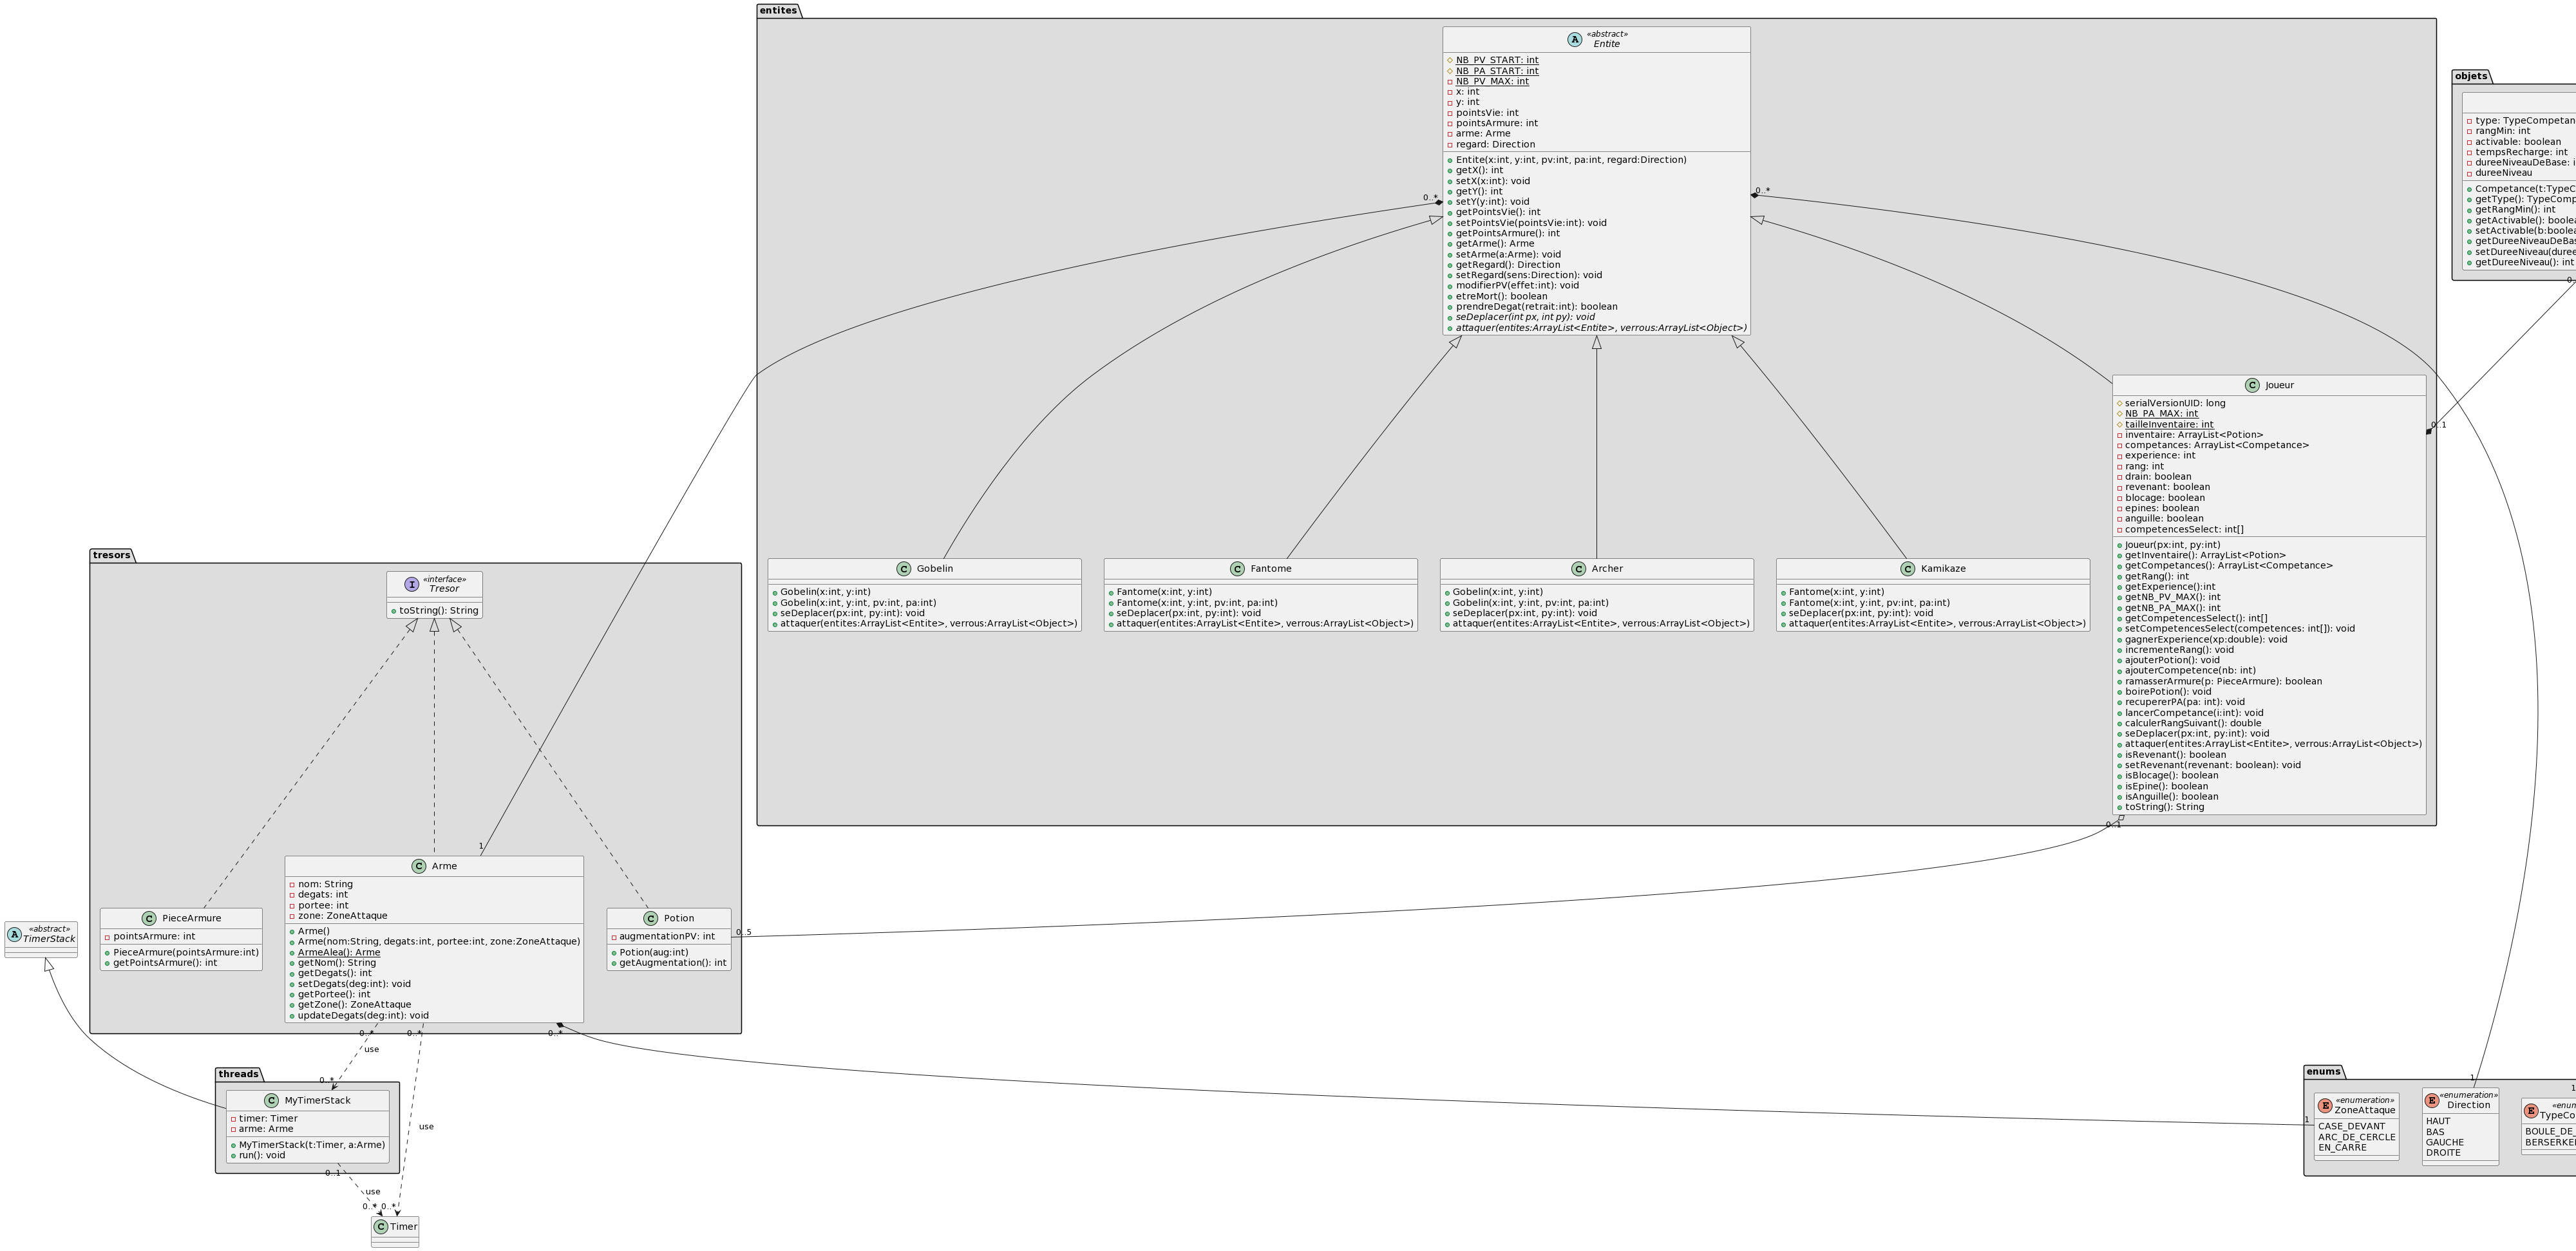 entites
«abstract»
Entite
NB_PV_START: int
NB_PA_START: int
NB_PV_MAX: int
x: int
y: int
pointsVie: int
pointsArmure: int
arme: Arme
regard: Direction
Entite(x:int, y:int, pv:int, pa:int, regard:Direction)
getX(): int
setX(x:int): void
getY(): int
setY(y:int): void
getPointsVie(): int
setPointsVie(pointsVie:int): void
getPointsArmure(): int
getArme(): Arme
setArme(a:Arme): void
getRegard(): Direction
setRegard(sens:Direction): void
modifierPV(effet:int): void
etreMort(): boolean
prendreDegat(retrait:int): boolean
seDeplacer(int px, int py): void
attaquer(entites:ArrayList<Entite>, verrous:ArrayList<Object>)
0..*
0..*
objets
type: TypeCompetan
rangMin: int
activable: boolean
tempsRecharge: int
dureeNiveauDeBase: i
dureeNiveau
Competance(t:TypeC
getType(): TypeComp
getRangMin(): int
getActivable(): boolea
setActivable(b:boolea
getDureeNiveauDeBas
setDureeNiveau(duree
getDureeNiveau(): int
0..
Joueur
serialVersionUID: long
NB_PA_MAX: int
tailleInventaire: int
inventaire: ArrayList<Potion>
competances: ArrayList<Competance>
experience: int
rang: int
drain: boolean
revenant: boolean
blocage: boolean
epines: boolean
anguille: boolean
competencesSelect: int[]
Joueur(px:int, py:int)
getInventaire(): ArrayList<Potion>
getCompetances(): ArrayList<Competance>
getRang(): int
getExperience():int
getNB_PV_MAX(): int
getNB_PA_MAX(): int
getCompetencesSelect(): int[]
setCompetencesSelect(competences: int[]): void
gagnerExperience(xp:double): void
incrementeRang(): void
ajouterPotion(): void
ajouterCompetence(nb: int)
ramasserArmure(p: PieceArmure): boolean
boirePotion(): void
recupererPA(pa: int): void
lancerCompetance(i:int): void
calculerRangSuivant(): double
seDeplacer(px:int, py:int): void
attaquer(entites:ArrayList<Entite>, verrous:ArrayList<Object>)
isRevenant(): boolean
setRevenant(revenant: boolean): void
isBlocage(): boolean
isEpine(): boolean
isAnguille(): boolean
toString(): String
0..1
0..1
Gobelin
Gobelin(x:int, y:int)
Gobelin(x:int, y:int, pv:int, pa:int)
seDeplacer(px:int, py:int): void
attaquer(entites:ArrayList<Entite>, verrous:ArrayList<Object>)
Fantome
Fantome(x:int, y:int)
Fantome(x:int, y:int, pv:int, pa:int)
seDeplacer(px:int, py:int): void
attaquer(entites:ArrayList<Entite>, verrous:ArrayList<Object>)
Archer
Gobelin(x:int, y:int)
Gobelin(x:int, y:int, pv:int, pa:int)
seDeplacer(px:int, py:int): void
attaquer(entites:ArrayList<Entite>, verrous:ArrayList<Object>)
Kamikaze
Fantome(x:int, y:int)
Fantome(x:int, y:int, pv:int, pa:int)
seDeplacer(px:int, py:int): void
attaquer(entites:ArrayList<Entite>, verrous:ArrayList<Object>)
tresors
«interface»
Tresor
toString(): String
1
PieceArmure
pointsArmure: int
PieceArmure(pointsArmure:int)
getPointsArmure(): int
Arme
nom: String
degats: int
portee: int
zone: ZoneAttaque
Arme()
Arme(nom:String, degats:int, portee:int, zone:ZoneAttaque)
ArmeAlea(): Arme
getNom(): String
getDegats(): int
setDegats(deg:int): void
getPortee(): int
getZone(): ZoneAttaque
updateDegats(deg:int): void
Potion
augmentationPV: int
Potion(aug:int)
getAugmentation(): int
0..5
«abstract»
TimerStack
0..*
0..*
0..*
use
threads
0..*
MyTimerStack
timer: Timer
arme: Arme
MyTimerStack(t:Timer, a:Arme)
run(): void
use
0..1
use
0..*
0..*
Timer
enums
1
1
1
«enumeration»
ZoneAttaque
CASE_DEVANT
ARC_DE_CERCLE
EN_CARRE
«enumeration»
Direction
HAUT
BAS
GAUCHE
DROITE
«enum
TypeCo
BOULE_DE_
BERSERKE